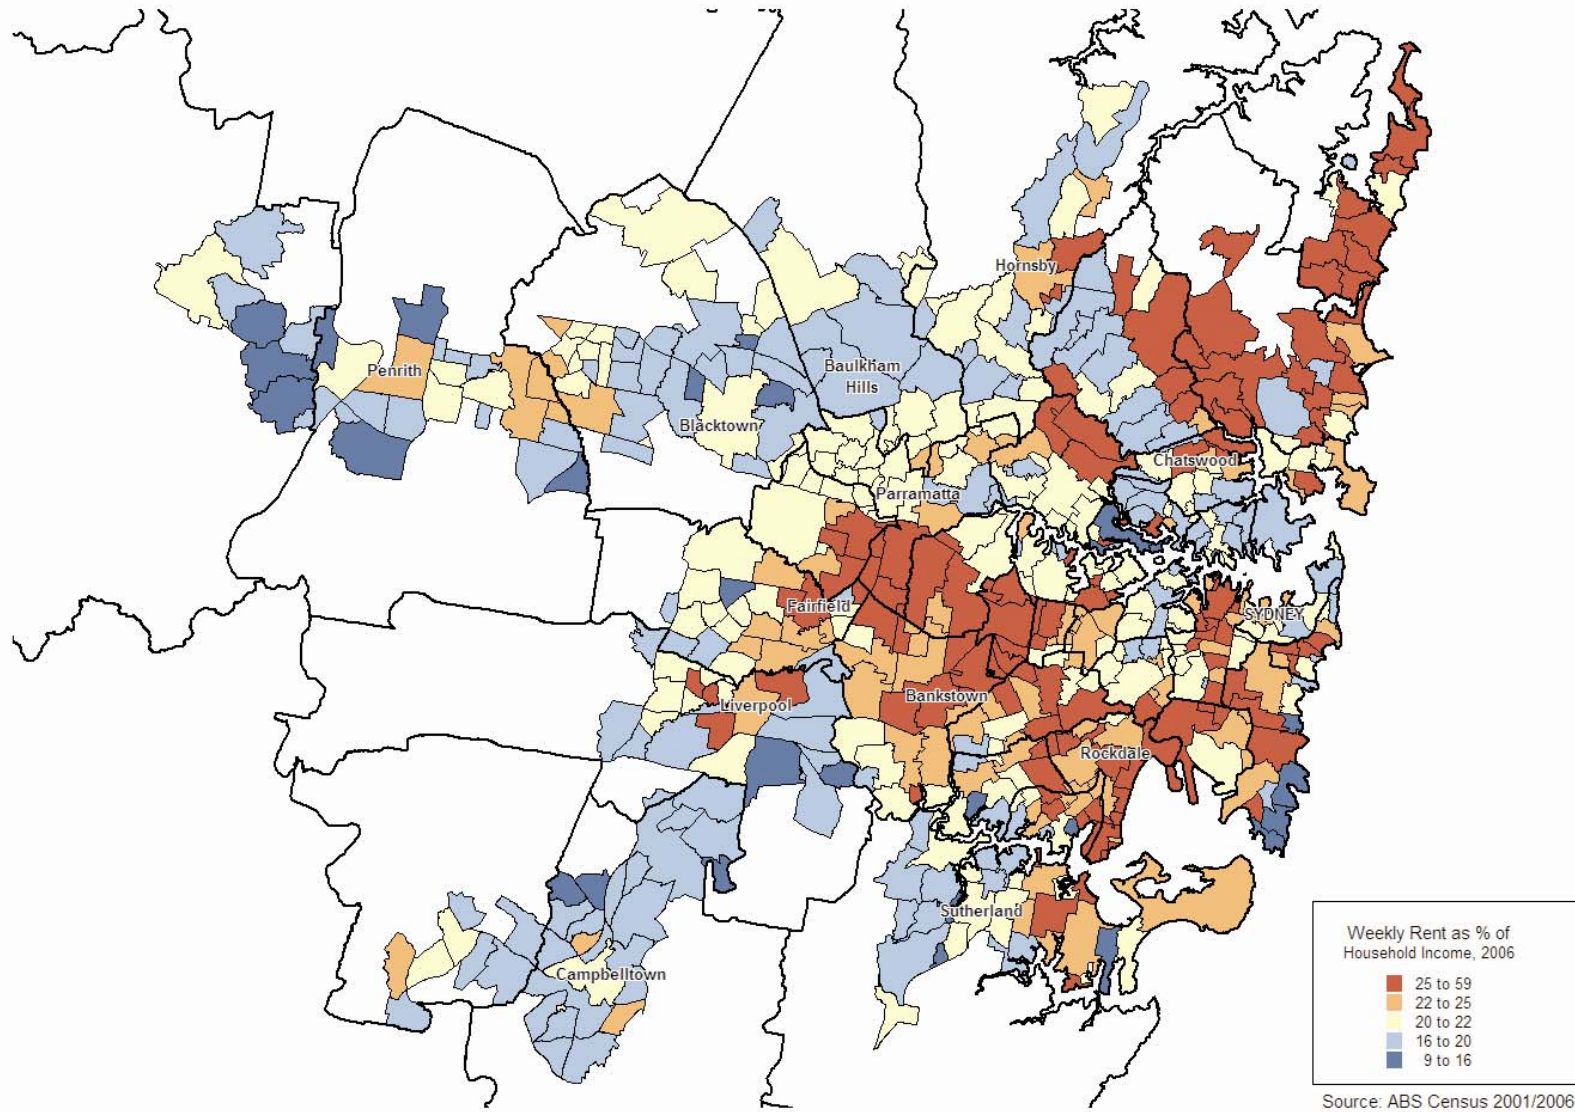 Hornsby
Penrith
Baulkham
Hills
Blacktown
Chatswood
Parramatta
Fairfield
SYDNEY
Bankstown
Liverpool
Rockdale
Sutherland
Campbelltown
Weekly Rent as % of
Household Income, 2006
25 to 59
22 to 25
20 to 22
16 to 20
9 to 16
Source: ABS Census 2001/2006